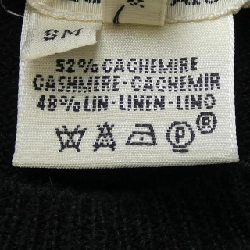 SM
52% CACHEMIRE
CASHMERE-CACHEMIR
48% LIN-LINEN-LINO
P®